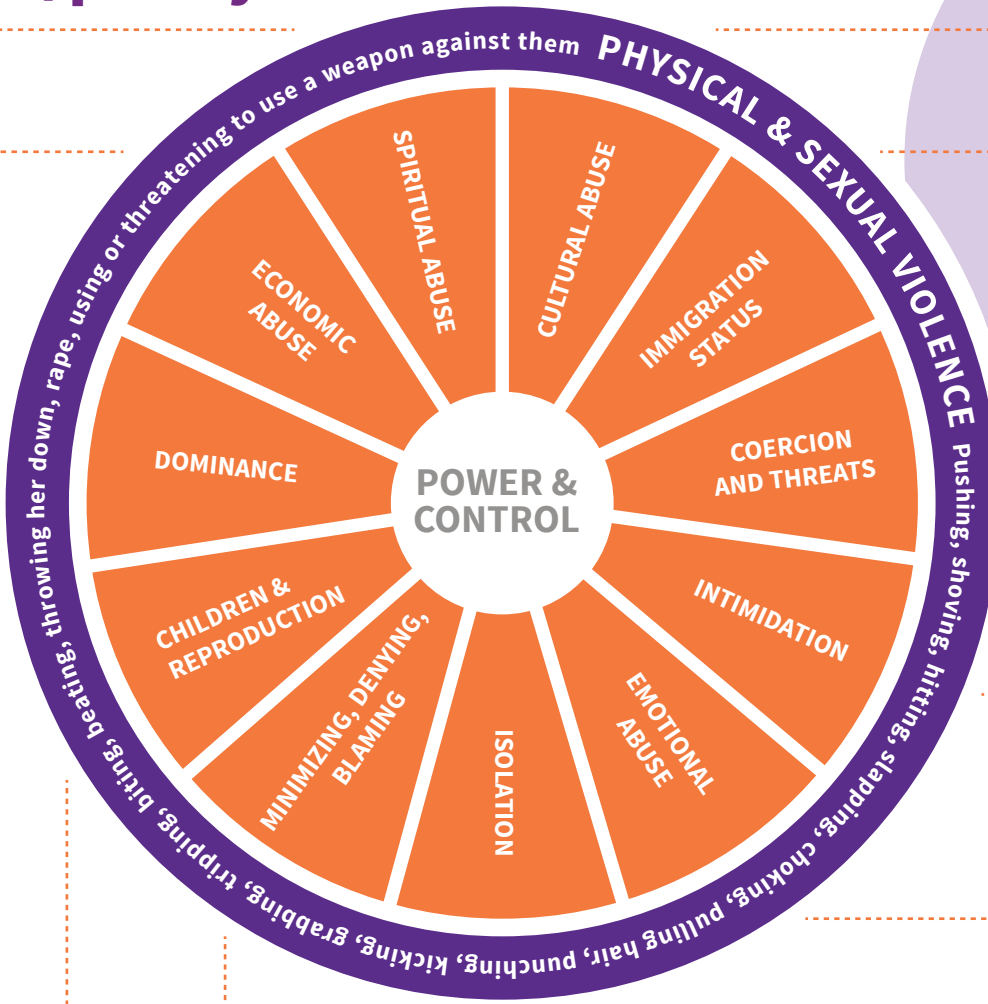 PHYSICAL & SEXUAL VIOLENCE Pushing, shoving, hitting, slapping, choking, pulling hair, punching, kicking, grabbing, tripping, biting, beating, throwing her down, rape, using or threatening to use a weapon against them
CULTURAL ABUSE
IMMIGRATION
STATUS
COERCION
AND THREATS
INTIMIDATION
EMOTIONAL
ABUSE
ISOLATION
MINIMIZING, DENYING,
BLAMING
CHILDREN &
REPRODUCTION
DOMINANCE
ECONOMIC
ABUSE
SPIRITUAL ABUSE
POWER &
CONTROL